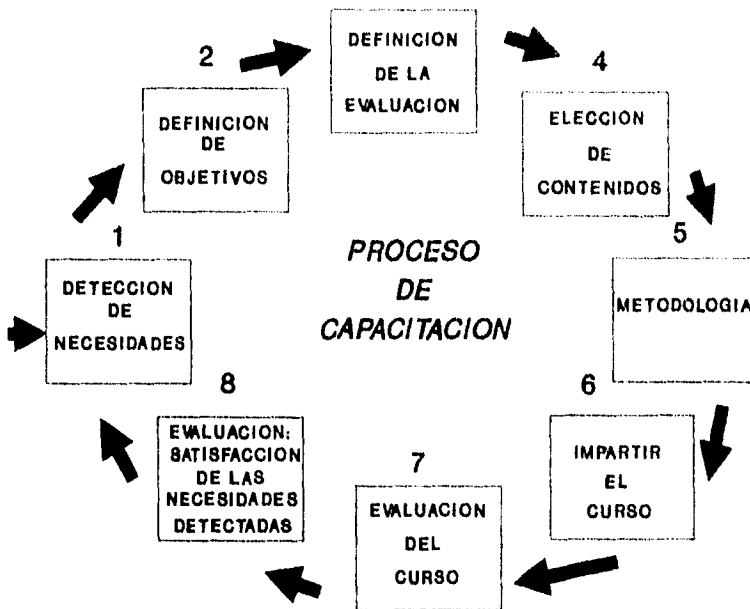 1
DETECCION
DE
NECESIDADES
2
DEFINICION
DE
OBJETIVOS
DEFINICION
DE LA
EVALUACION
4
ELECCION
DE
CONTENIDOS
5
METODOLOGIA
6
IMPARTIR
EL
CURSO
7
EVALUACION
DEL
CURSO
8
EVALUACION:
SATISFACCION
DE LAS
NECESIDADES
DETECTADAS
PROCESO
DE
CAPACITACION